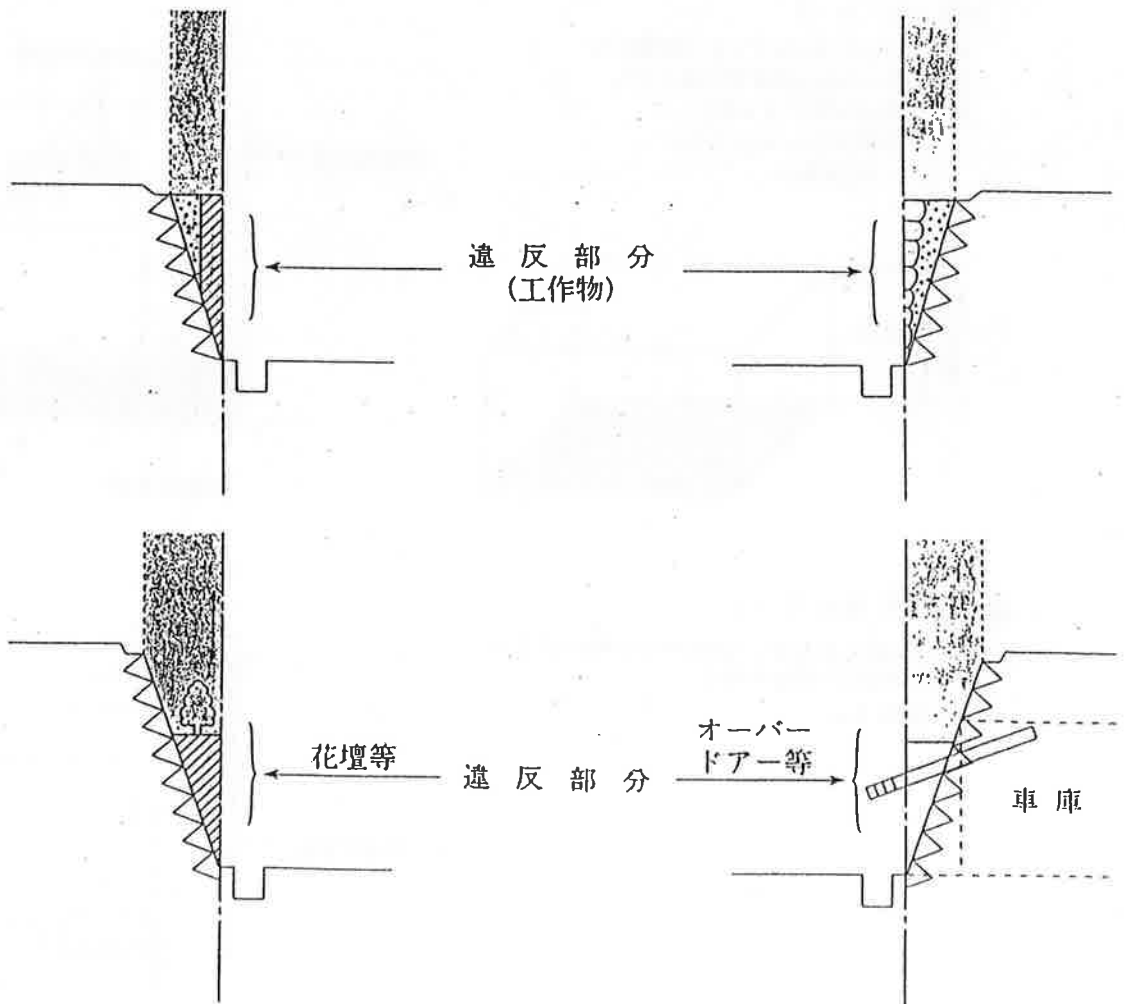 違反部分
(工作物)
花壇等
違反部分
オーバー
ドアー等
車庫